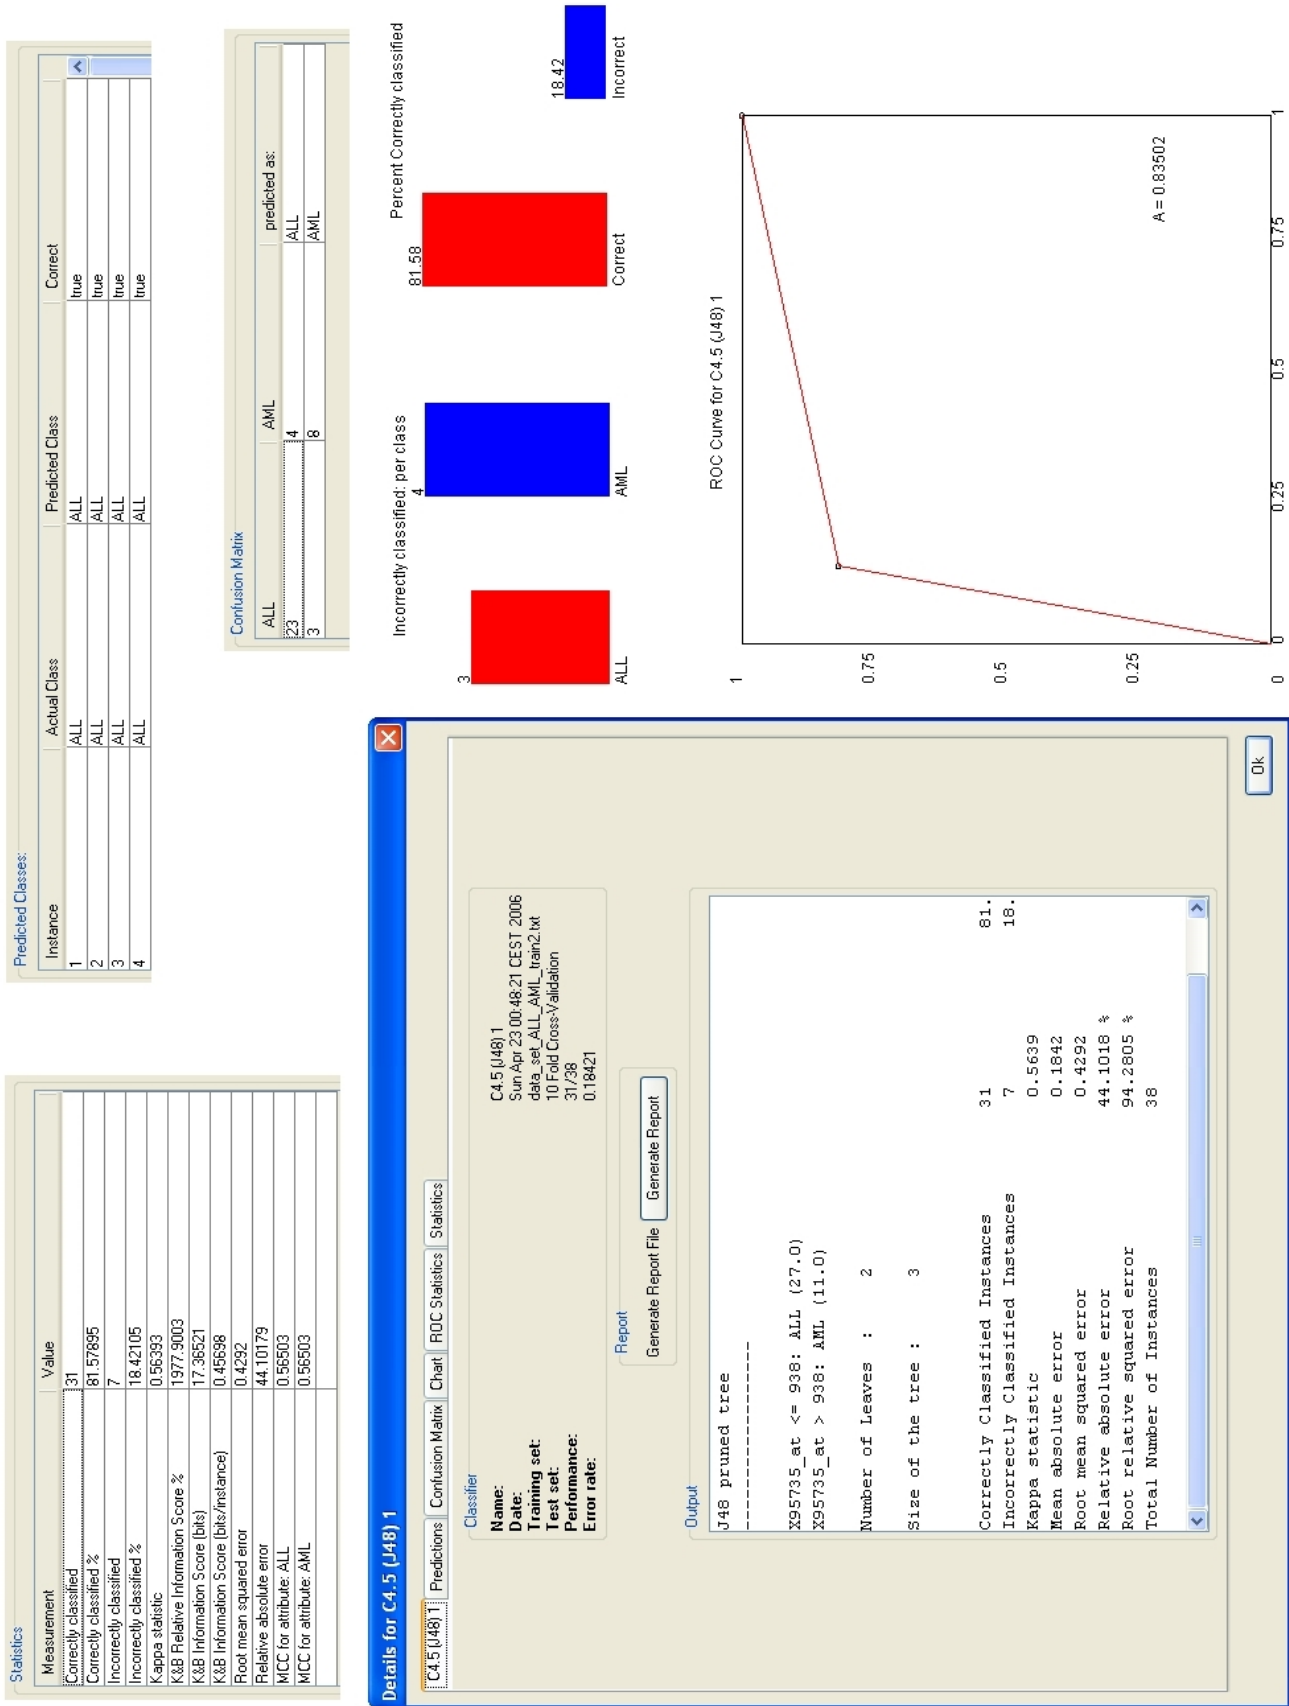 Statistics
Measurement Value
Correctly classified 31
Correctly classified % 81.57895
Incorrectly classified 7
Incorrectly classified % 18.42105
Kappa statistic 0.56393
K&B Relative Information Score % 1977.9003
K&B Information Score (bits) 17.36521
K&B Information Score (bits/instance) 0.45698
Root mean squared error 0.4292
Relative absolute error 44.10179
MCC for attribute: ALL 0.56503
MCC for attribute: AML 0.56503
Predicted Classes:
Instance Actual Class Predicted Class Correct
1 ALL ALL true
2 ALL ALL true
3 ALL ALL true
4 ALL ALL true
Confusion Matrix
ALL AML predicted as:
23 4 ALL
3 8 AML
Details for C4.5 (J48) 1
C4.5 (J48) 1 Predictions Confusion Matrix Chart ROC Statistics Statistics
Classifier
Name: C4.5 (J48) 1
Date: Sun Apr 23 00:48:21 CEST 2006
Training set: data_set_ALL_AML_train2.txt
Test set: 10 Fold Cross-Validation
Performance: 31/38
Error rate: 0.18421
Report
Generate Report File Generate Report
Output
J48 pruned tree
------------------
X95735_at <= 938: ALL (27.0)
X95735_at > 938: AML (11.0)
Number of Leaves : 2
Size of the tree : 3
Correctly Classified Instances 31 81.
Incorrectly Classified Instances 7 18.
Kappa statistic 0.5639
Mean absolute error 0.1842
Root mean squared error 0.4292
Relative absolute error 44.1018 %
Root relative squared error 94.2805 %
Total Number of Instances 38
Ok
Incorrectly classified: per class
3
4
ALL
AML
Percent Correctly classified
81.58
18.42
Correct
Incorrect
ROC Curve for C4.5 (J48) 1
1
0.75
0.5
0.25
0
A = 0.83502
0 0.25 0.5 0.75 1